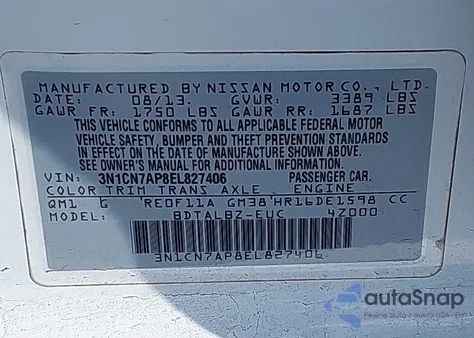 MANUFACTURED BY NISSAN MOTOR CO., LTD.
DATE: 08/13. GVWR: 3389 LBS
GAWR FR: 1750 LBS GAWR RR: 1687 LBS
THIS VEHICLE CONFORMS TO ALL APPLICABLE FEDERAL MOTOR
VEHICLE SAFETY, BUMPER AND THEFT PREVENTION STANDARDS
IN EFFECT ON THE DATE OF MANUFACTURE SHOWN ABOVE.
SEE OWNER'S MANUAL FOR ADDITIONAL INFORMATION.
VIN: 3N1CN7AP8EL827406 PASSENGER CAR.
COLOR TRIM TRANS AXLE ENGINE
QM1 G RE0F11A GM38 HR16DE1598 CC
MODEL: BDTALBZ-EUC 4Z000
3N1CN7AP8EL827406
autoSnap